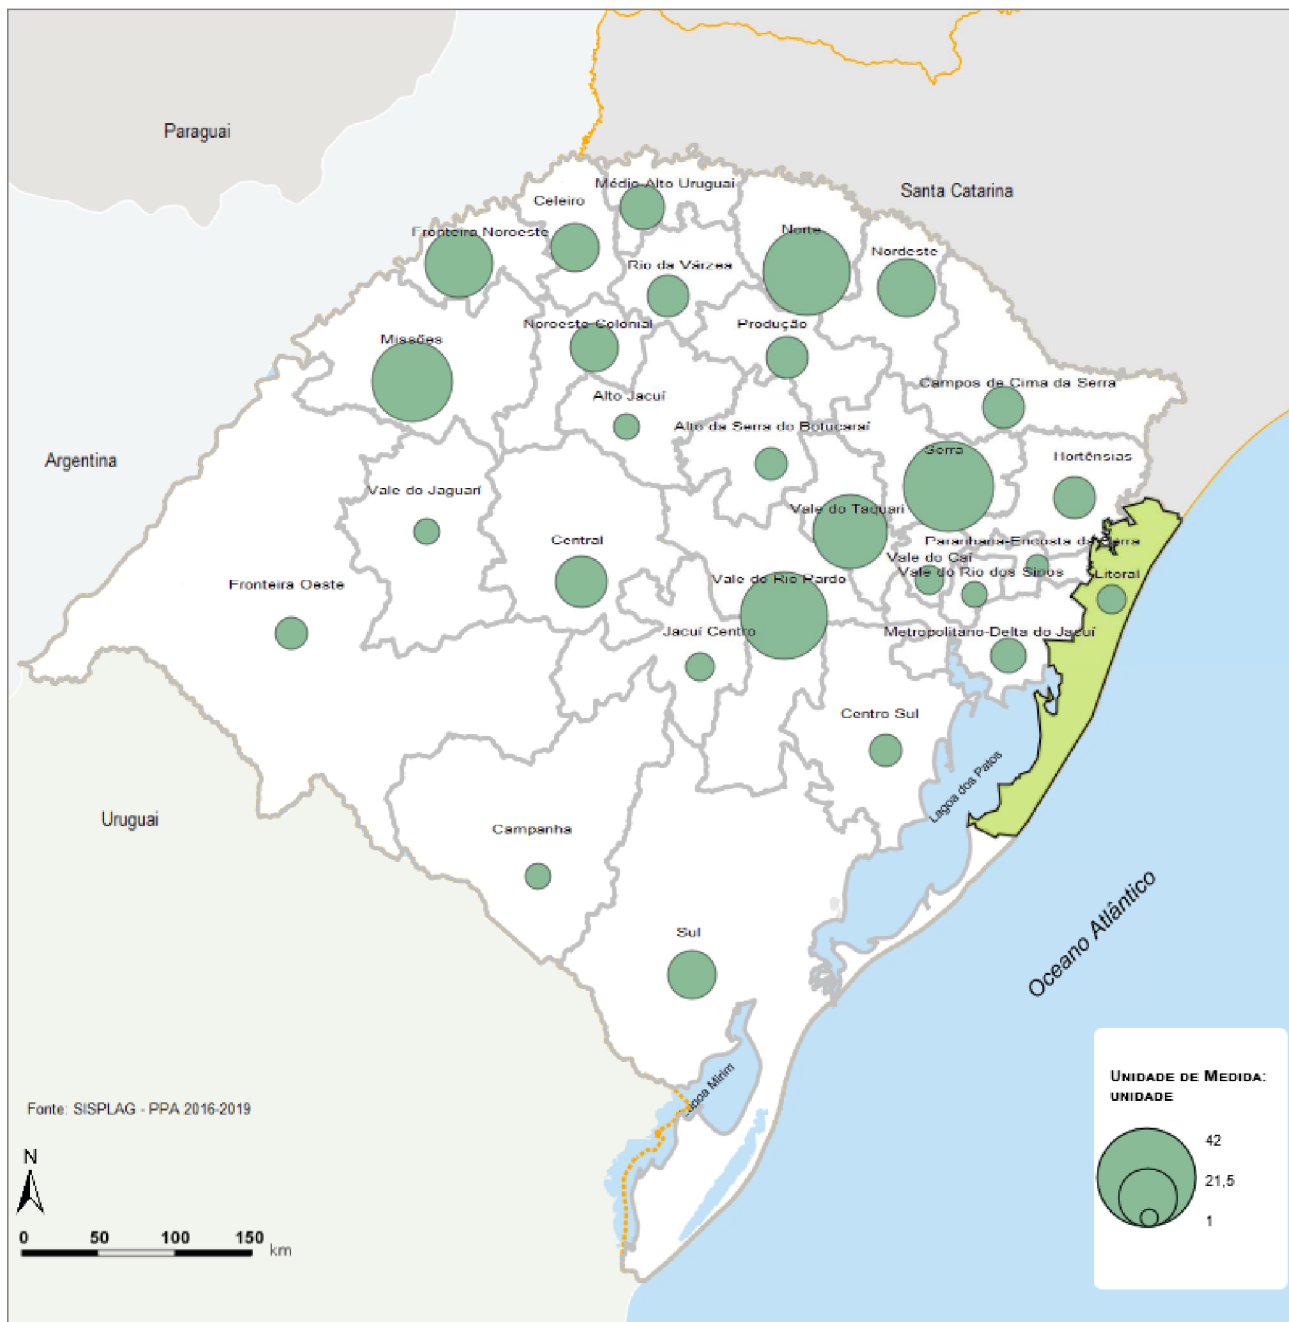 Paraguai
Santa Catarina
Médio Alto Uruguai
Celeiro
Fronteira Noroeste
Norte
Nordeste
Rio da Várzea
Noroeste Colonial
Produção
Missões
Campos de Cima da Serra
Alto Jacuí
Alto da Serra do Botucaraí
Serra
Hortênsias
Argentina
Vale do Jaguarí
Vale do Taquari
Central
Paranhana-Encosta da Serra
Vale do Caí
Vale do Rio dos Sinos
Litoral
Fronteira Oeste
Vale do Rio Pardo
Jacuí Centro
Metropolitano-Delta do Jacuí
Centro Sul
Lagoa dos Patos
Uruguai
Campanha
Sul
Oceano Atlântico
Lagoa Mirim
Fonte: SISPLAG - PPA 2016-2019
N
0 50 100 150
km
UNIDADE DE MEDIDA:
UNIDADE
42
21,5
1